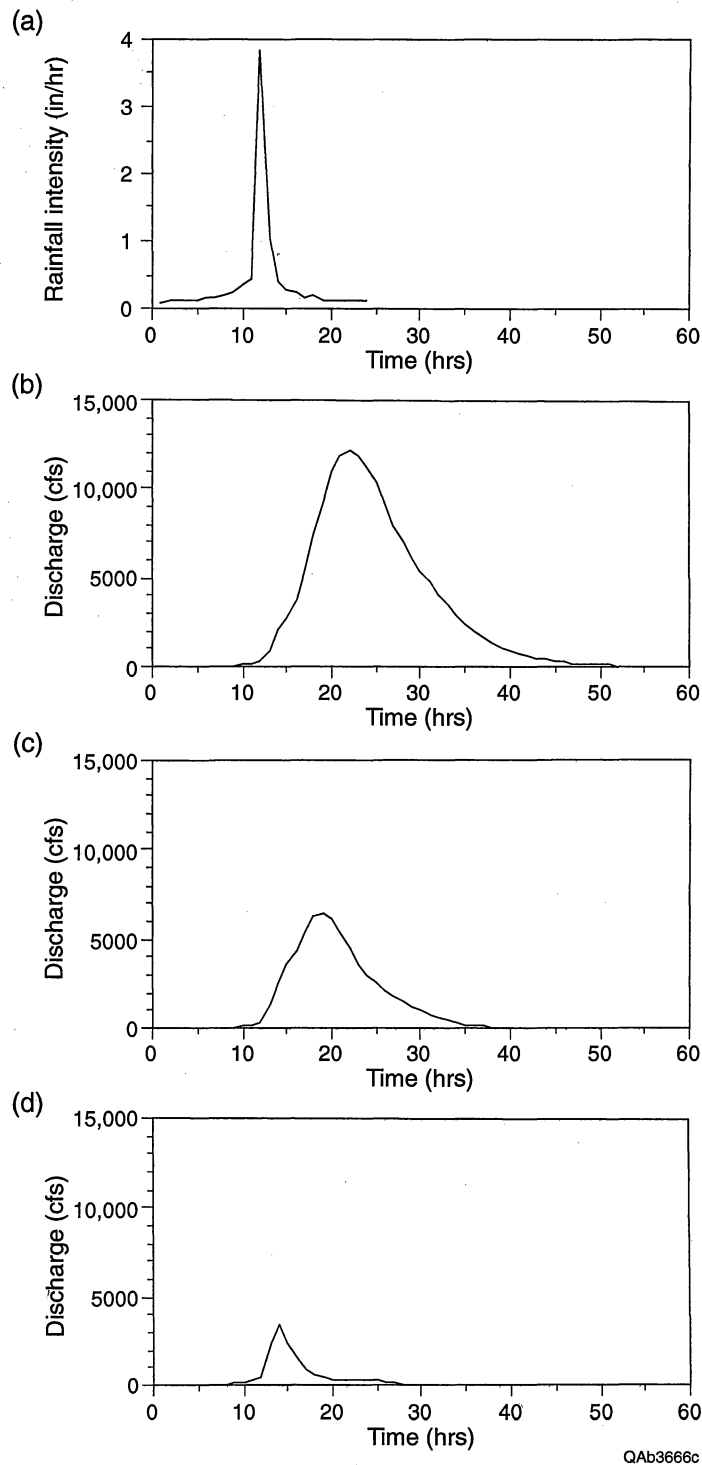 (a)
Rainfall intensity (in/hr)
4
3
2
1
0
0 10 20 30 40 50 60
Time (hrs)
(b)
Discharge (cfs)
15,000
10,000
5000
0
0 10 20 30 40 50 60
Time (hrs)
(c)
Discharge (cfs)
15,000
10,000
5000
0
0 10 20 30 40 50 60
Time (hrs)
(d)
Discharge (cfs)
15,000
10,000
5000
0
0 10 20 30 40 50 60
Time (hrs)
QAb3666c